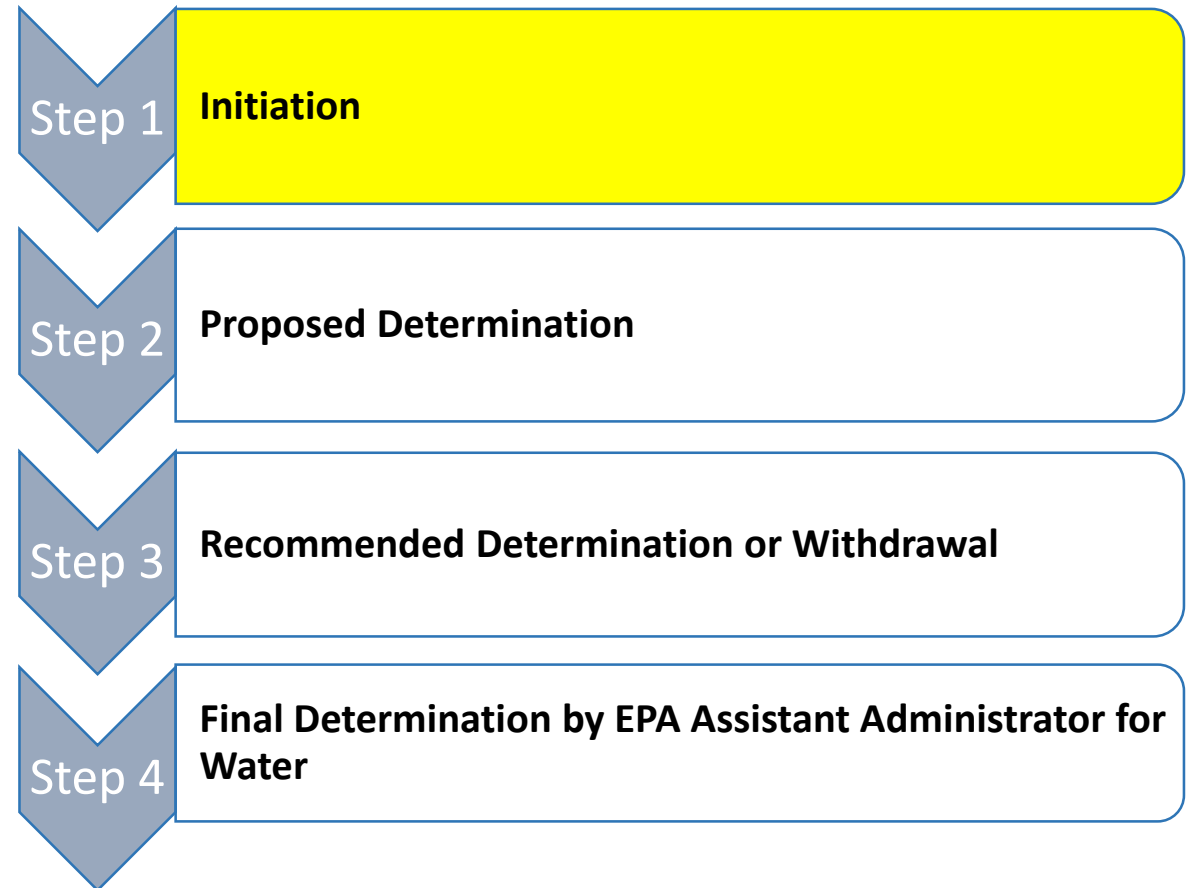 Step 1
Initiation
Step 2
Proposed Determination
Step 3
Recommended Determination or Withdrawal
Step 4
Final Determination by EPA Assistant Administrator for
Water